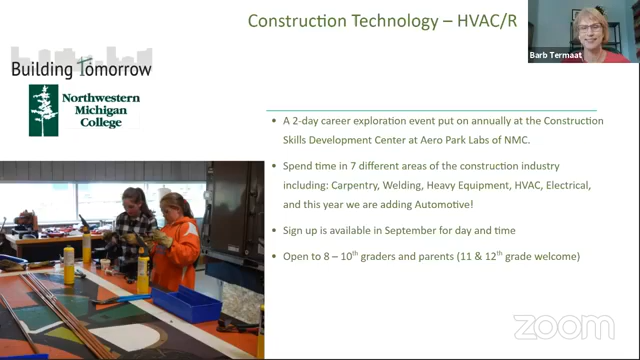 Construction Technology – HVAC/R
Barb Termaat
Building Tomorrow
Northwestern
Michigan
College
• A 2-day career exploration event put on annually at the Construction
Skills Development Center at Aero Park Labs of NMC.
• Spend time in 7 different areas of the construction industry
including: Carpentry, Welding, Heavy Equipment, HVAC, Electrical,
and this year we are adding Automotive!
• Sign up is available in September for day and time
• Open to 8 – 10th graders and parents (11 & 12th grade welcome)
zoom